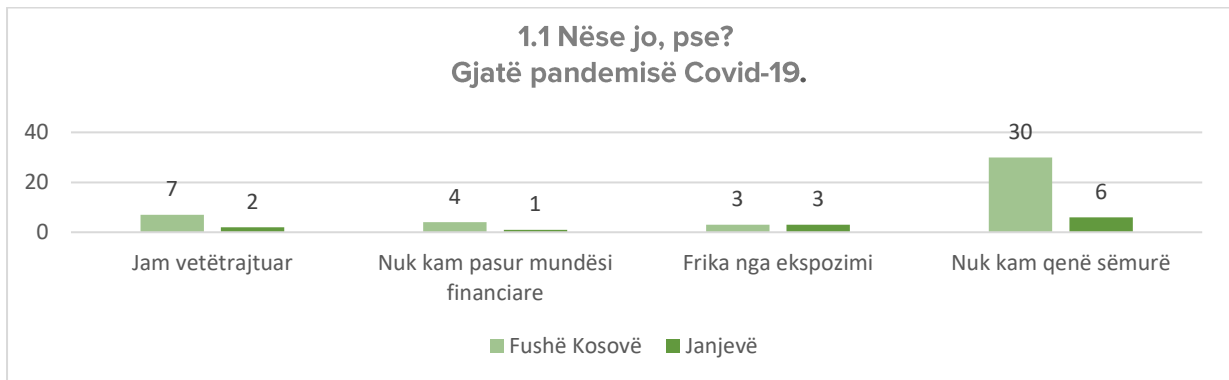 1.1 Nëse jo, pse?
Gjatë pandemisë Covid-19.
40
20
0
7
2
4
1
3
3
30
6
Jam vetëtrajtuar
Nuk kam pasur mundësi
financiare
Frika nga ekspozimi
Nuk kam qenë sëmurë
Fushë Kosovë
Janjevë